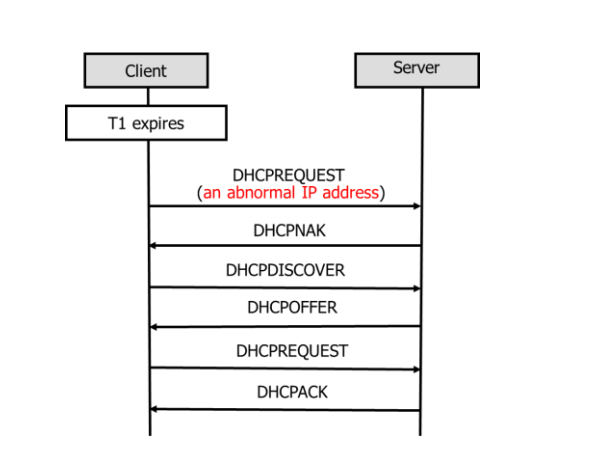 Client
Server
T1 expires
DHCPREQUEST
(an abnormal IP address)
DHCPNAK
DHCPDISCOVER
DHCPOFFER
DHCPREQUEST
DHCPACK